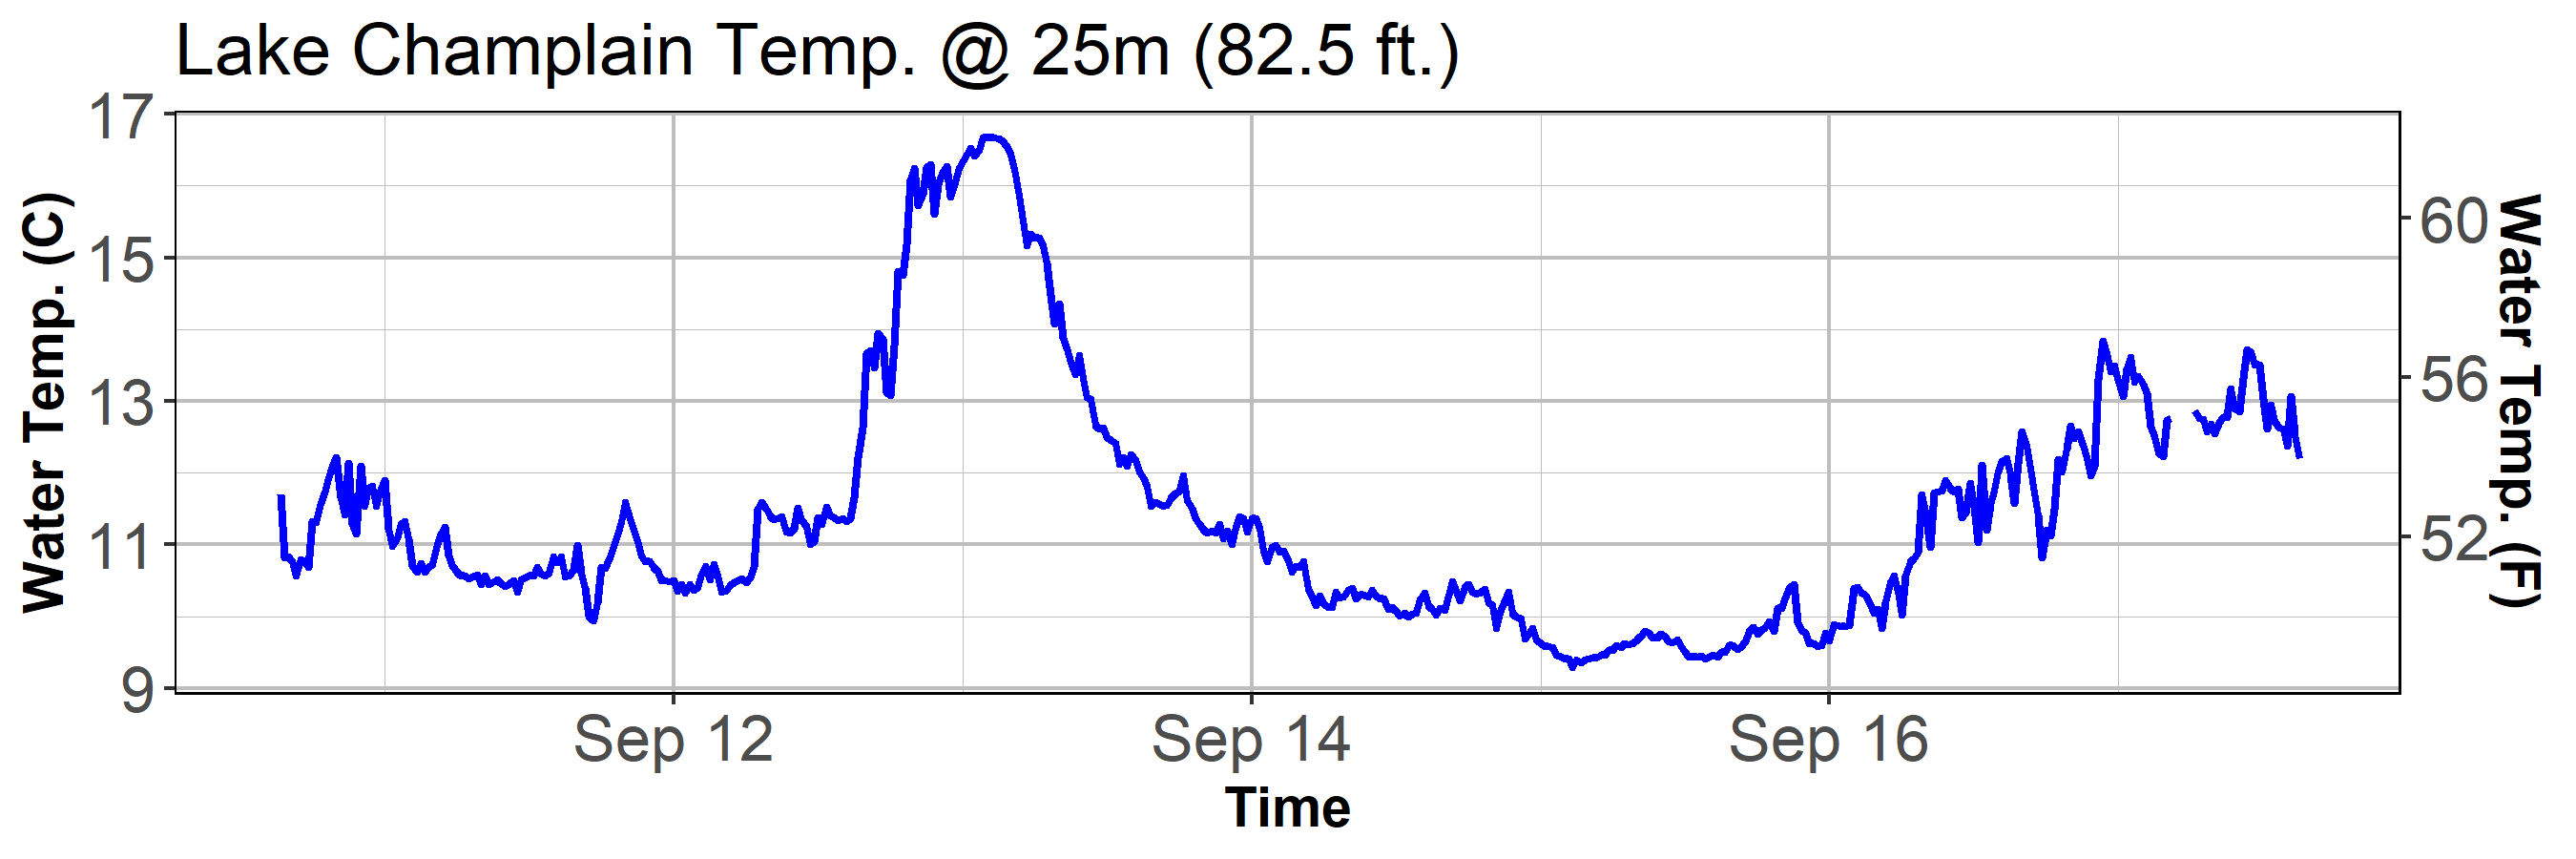 Lake Champlain Temp. @ 25m (82.5 ft.)
Water Temp. (C)
17
15
13
11
9
60
56
52
Water Temp. (F)
Sep 12
Sep 14
Sep 16
Time